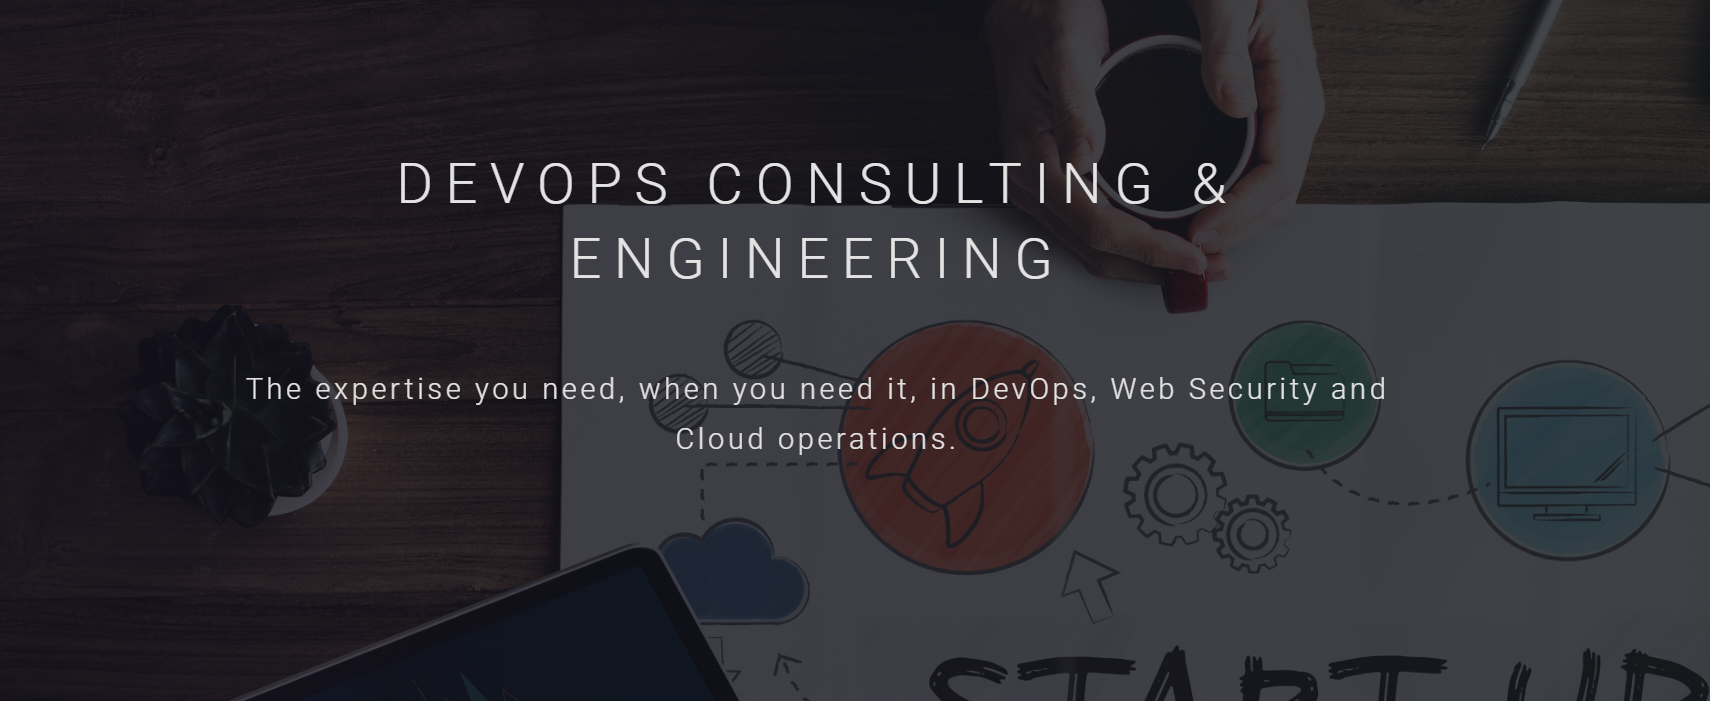 DEVOPS CONSULTING &
ENGINEERING
The expertise you need, when you need it, in DevOps, Web Security and
Cloud operations.
START UP